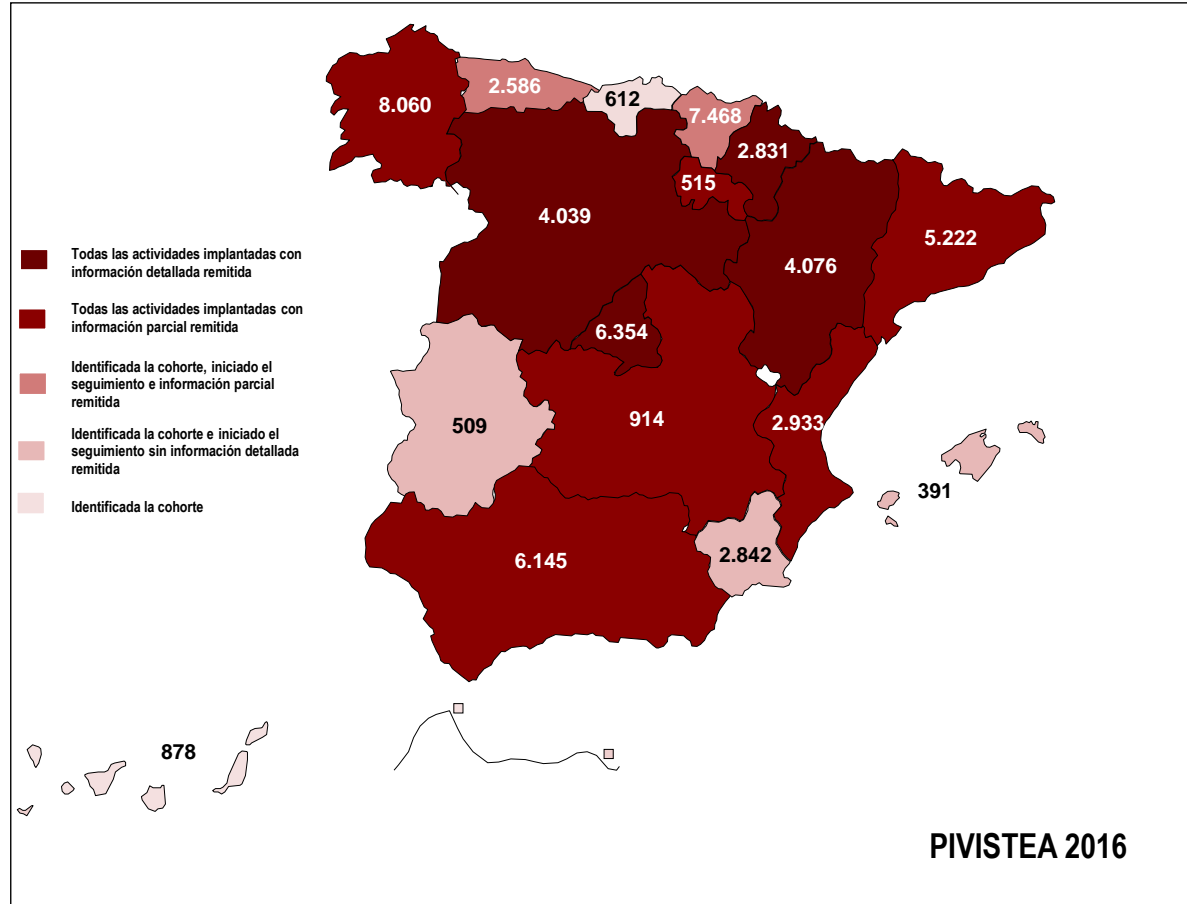 2.586
612
8.060
7.468
2.831
515
4.039
5.222
4.076
6.354
914
2.933
509
391
2.842
6.145
878
Todas las actividades implantadas con
información detallada remitida
Todas las actividades implantadas con
información parcial remitida
Identificada la cohorte, iniciado el
seguimiento e información parcial
remitida
Identificada la cohorte e iniciado el
seguimiento sin información detallada
remitida
Identificada la cohorte
PIVISTEA 2016